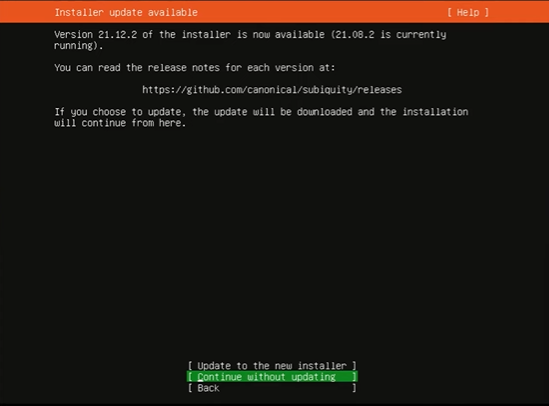 Installer update available [ Help ]
Version 21.12.2 of the installer is now available (21.08.2 is currently
running).
You can read the release notes for each version at:
https://github.com/canonical/subiquity/releases
If you choose to update, the update will be downloaded and the installation
will continue from here.
[ Update to the new installer ]
[ Continue without updating ]
[ Back ]